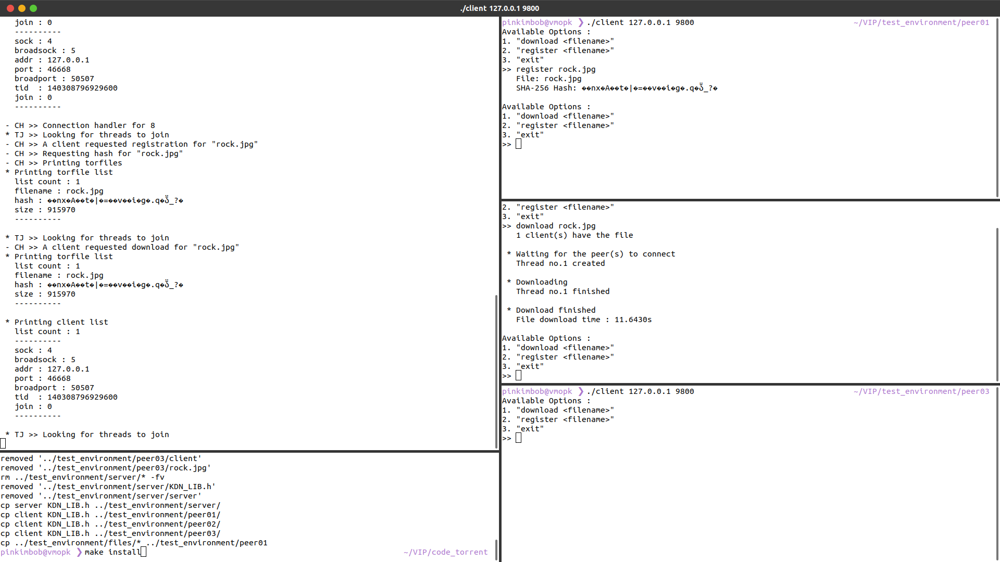 ./client 127.0.0.1 9800
join : 0
----------
sock : 4
broadsock : 5
addr : 127.0.0.1
port : 46668
broadport : 50507
tid  : 140308796929600
join : 0
----------
- CH >> Connection handler for 8
* TJ >> Looking for threads to join
- CH >> A client requested registration for "rock.jpg"
- CH >> Requesting hash for "rock.jpg"
- CH >> Printing torfiles
* Printing torfile list
list count : 1
filename : rock.jpg
hash : ��nx�A��t�|�=��v��i�g�.q�_?�
size : 915970
----------
* TJ >> Looking for threads to join
- CH >> A client requested download for "rock.jpg"
* Printing torfile list
list count : 1
filename : rock.jpg
hash : ��nx�A��t�|�=��v��i�g�.q�_?�
size : 915970
----------
* Printing client list
list count : 1
----------
sock : 4
broadsock : 5
addr : 127.0.0.1
port : 46668
broadport : 50507
tid  : 140308796929600
join : 0
----------
* TJ >> Looking for threads to join
removed '../test_environment/peer03/client'
removed '../test_environment/peer03/rock.jpg'
rm ../test_environment/server/* -fv
removed '../test_environment/server/KDN_LIB.h'
removed '../test_environment/server/server'
cp server KDN_LIB.h ../test_environment/server/
cp client KDN_LIB.h ../test_environment/peer01/
cp client KDN_LIB.h ../test_environment/peer02/
cp client KDN_LIB.h ../test_environment/peer03/
cp ../test_environment/files/* ../test_environment/peer01
pinkimbob@vmopk ❯ make install ~/VIP/code_torrent
pinkimbob@vmopk ❯ ./client 127.0.0.1 9800 ~/VIP/test_environment/peer01
Available Options :
1. "download <filename>"
2. "register <filename>"
3. "exit"
>> register rock.jpg
File: rock.jpg
SHA-256 Hash: ��nx�A��t�|�=��v��i�g�.q�_?�
Available Options :
1. "download <filename>"
2. "register <filename>"
3. "exit"
>>
2. "register <filename>"
3. "exit"
>> download rock.jpg
1 client(s) have the file
* Waiting for the peer(s) to connect
Thread no.1 created
* Downloading
Thread no.1 finished
* Download finished
File download time : 11.6430s
Available Options :
1. "download <filename>"
2. "register <filename>"
3. "exit"
>>
pinkimbob@vmopk ❯ ./client 127.0.0.1 9800 ~/VIP/test_environment/peer03
Available Options :
1. "download <filename>"
2. "register <filename>"
3. "exit"
>>